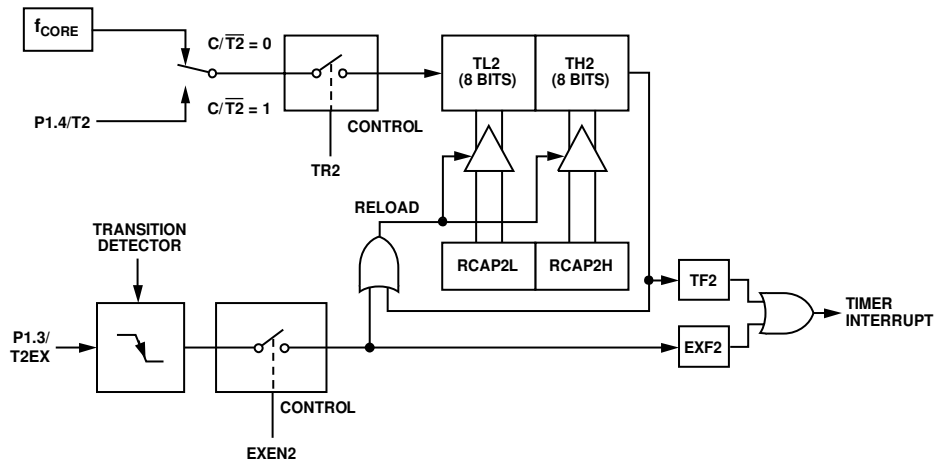 fCORE
C/T2 = 0
C/T2 = 1
P1.4/T2
CONTROL
TR2
TL2
(8 BITS)
TH2
(8 BITS)
RELOAD
RCAP2L
RCAP2H
TRANSITION
DETECTOR
P1.3/
T2EX
CONTROL
EXEN2
TF2
EXF2
TIMER
INTERRUPT